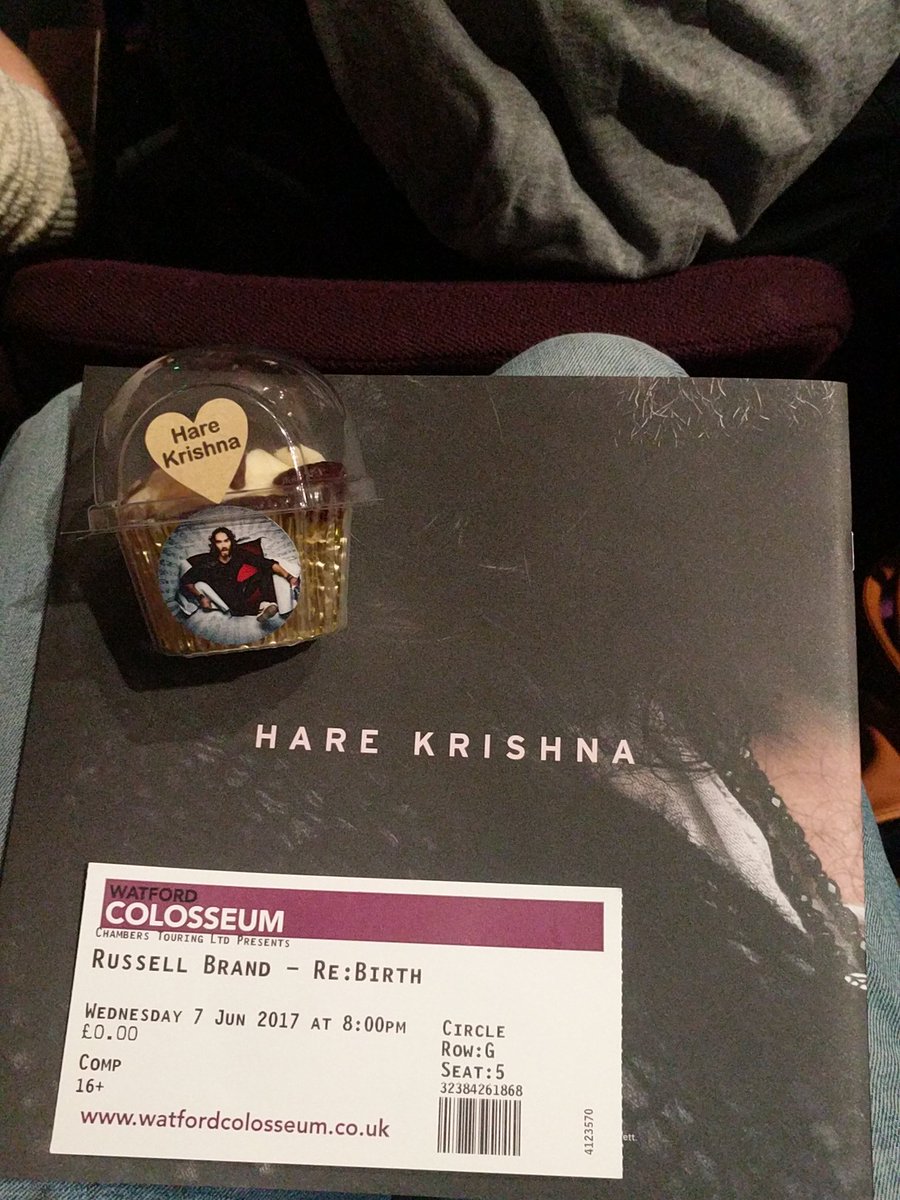 Hare
Krishna
HARE KRISHNA
WATFORD
COLOSSEUM
CHAMBERS TOURING LTD PRESENTS
RUSSELL BRAND - RE:BIRTH
WEDNESDAY 7 JUN 2017 AT 8:00PM
£0.00
COMP
16+
CIRCLE
ROW:G
SEAT:5
32384261868
www.watfordcolosseum.co.uk
4123570